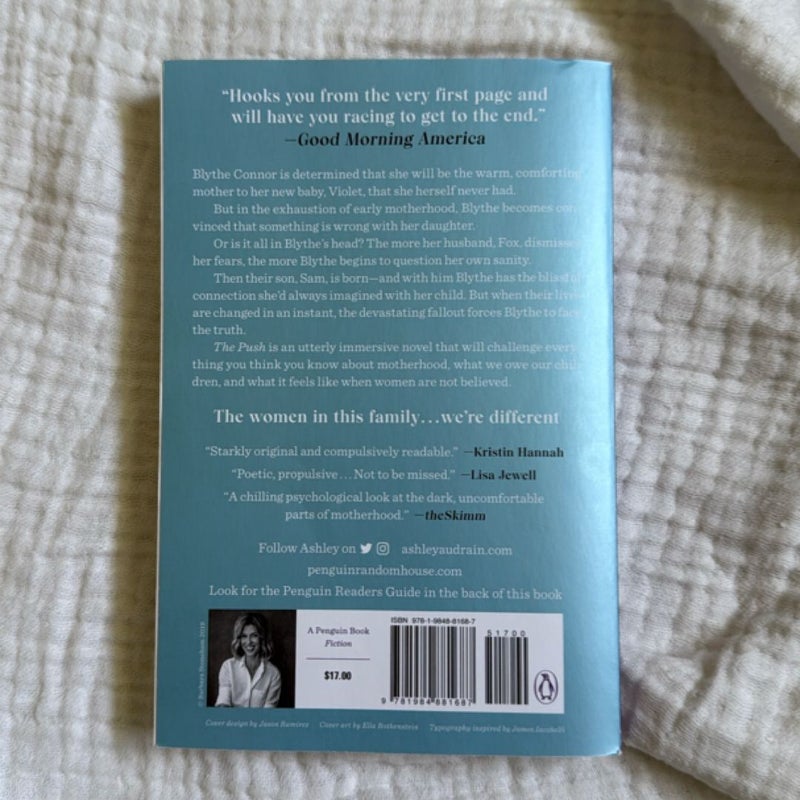 “Hooks you from the very first page and
will have you racing to get to the end.”
—Good Morning America
Blythe Connor is determined that she will be the warm, comforting
mother to her new baby, Violet, that she herself never had.
But in the exhaustion of early motherhood, Blythe becomes con-
vinced that something is wrong with her daughter.
Or is it all in Blythe’s head? The more her husband, Fox, dismisses
her fears, the more Blythe begins to question her own sanity.
Then their son, Sam, is born—and with him Blythe has the blissful
connection she’d always imagined with her child. But when their lives
are changed in an instant, the devastating fallout forces Blythe to face
the truth.
The Push is an utterly immersive novel that will challenge every-
thing you think you know about motherhood, what we owe our chil-
dren, and what it feels like when women are not believed.
The women in this family...we’re different
“Starkly original and compulsively readable.” —Kristin Hannah
“Poetic, propulsive... Not to be missed.” —Lisa Jewell
“A chilling psychological look at the dark, uncomfortable
parts of motherhood.” —theSkimm
Follow Ashley on ashleyaudrain.com
penguinrandomhouse.com
Look for the Penguin Readers Guide in the back of this book
© Barbara 2019
A Penguin Book
Fiction
$17.00
ISBN 978-1-9848-8168-7
51700
9 781984 881687
Cover design by Jason Ramirez Cover art by Ella Typography inspired by James Iacobelli